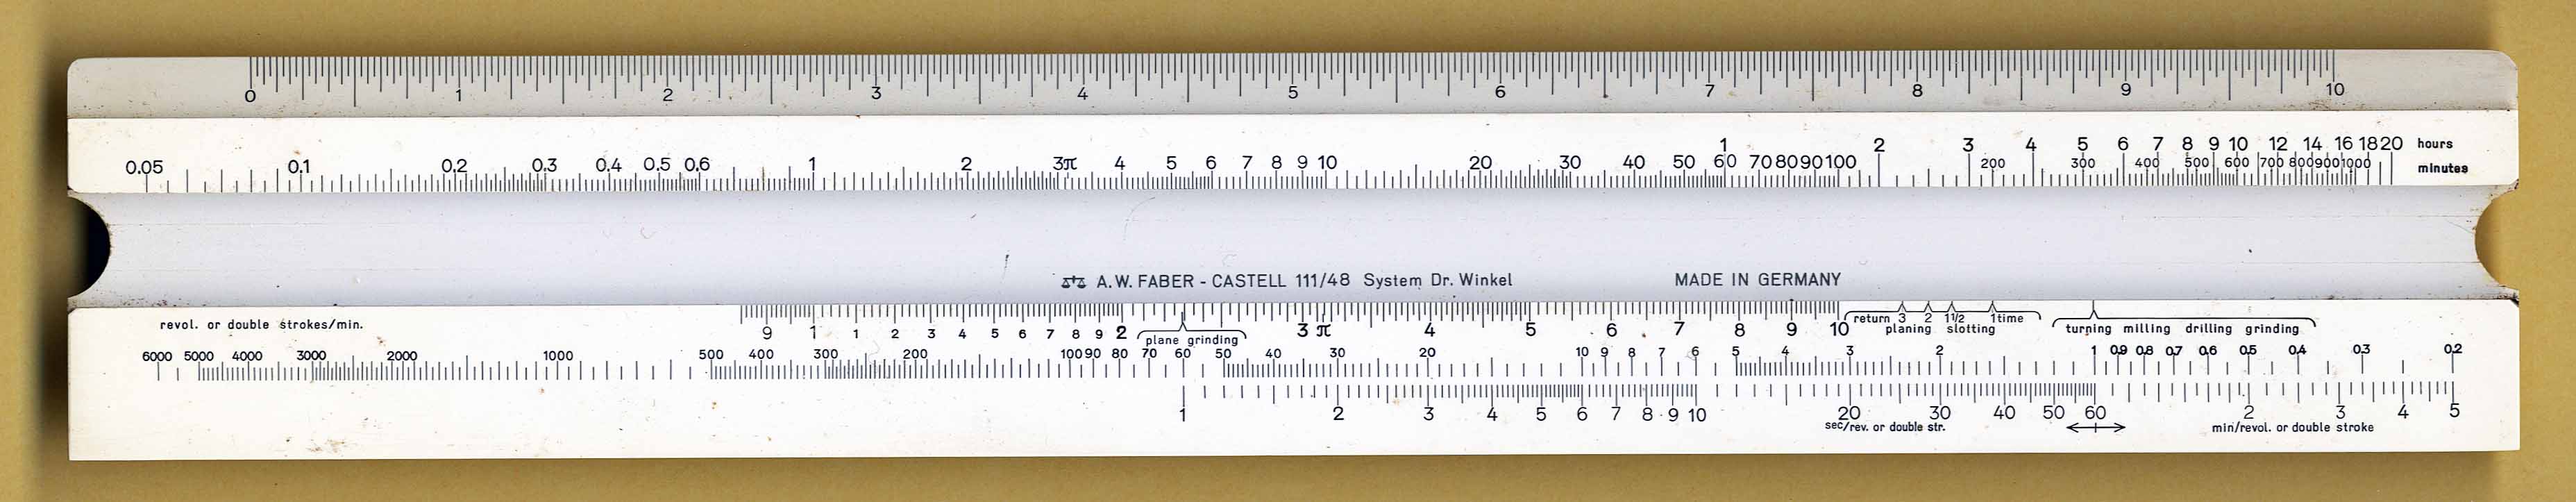 0 1 2 3 4 5 6 7 8 9 10
1 2 3 4 5 6 7 8 9 10 12 14 16 18 20 hours
0.05 0.1 0.2 0.3 0.4 0.5 0.6 1 2 3 π 4 5 6 7 8 9 10 20 30 40 50 60 70 80 90 100 200 300 400 500 600 700 800 900 1000 minutes
A.W. FABER - CASTELL 111/48 System Dr. Winkel MADE IN GERMANY
revol. or double strokes/min.
9 1 1 2 3 4 5 6 7 8 9 2 3 π 4 5 6 7 8 9 10
return 3 2 1 1/2 1 time
planing slotting
turning milling drilling grinding
plane grinding
6000 5000 4000 3000 2000 1000 500 400 300 200 100 90 80 70 60 50 40 30 20 10 9 8 7 6 5 4 3 2 1 0.9 0.8 0.7 0.6 0.5 0.4 0.3 0.2
1 2 3 4 5 6 7 8 9 10 20 30 40 50 60 2 3 4 5
sec/rev. or double str. min/revol. or double stroke